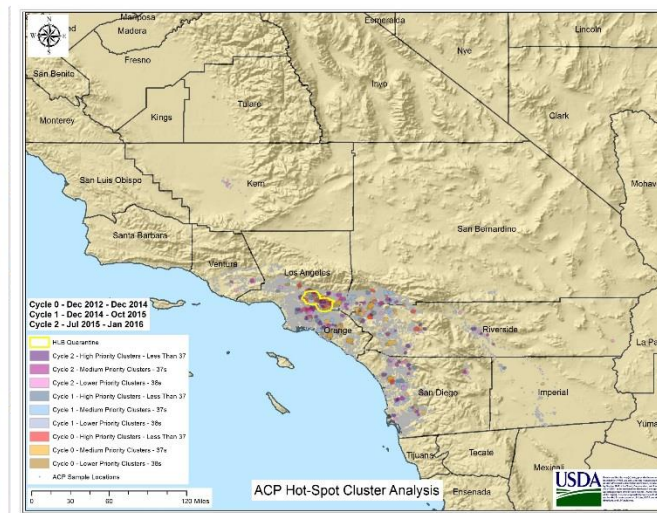 Mariposa
Madera
Esmeralda
Lincoln
Nye
Fresno
San Benito
Inyo
Tulare
Clark
Monterey
Kings
San Luis Obispo
Kern
Mohave
San Bernardino
Santa Barbara
Ventura
Los Angeles
Cycle 0 - Dec 2012 - Dec 2014
Cycle 1 - Dec 2014 - Oct 2015
Cycle 2 - Jul 2015 - Jan 2016
HLB Quarantine
Cycle 2 - High Priority Clusters - Less Than 37
Cycle 2 - Medium Priority Clusters - 37s
Cycle 2 - Lower Priority Clusters - 38s
Cycle 1 - High Priority Clusters - Less Than 37
Cycle 1 - Medium Priority Clusters - 37s
Cycle 1 - Lower Priority Clusters - 38s
Cycle 0 - High Priority Clusters - Less Than 37
Cycle 0 - Medium Priority Clusters - 37s
Cycle 0 - Lower Priority Clusters - 38s
ACP Sample Locations
Orange
Riverside
La Pa
San Diego
Imperial
Yuma
Tijuana
Tecate
Mexicali
Ensenada
0 30 60 120 Miles
ACP Hot-Spot Cluster Analysis
USDA